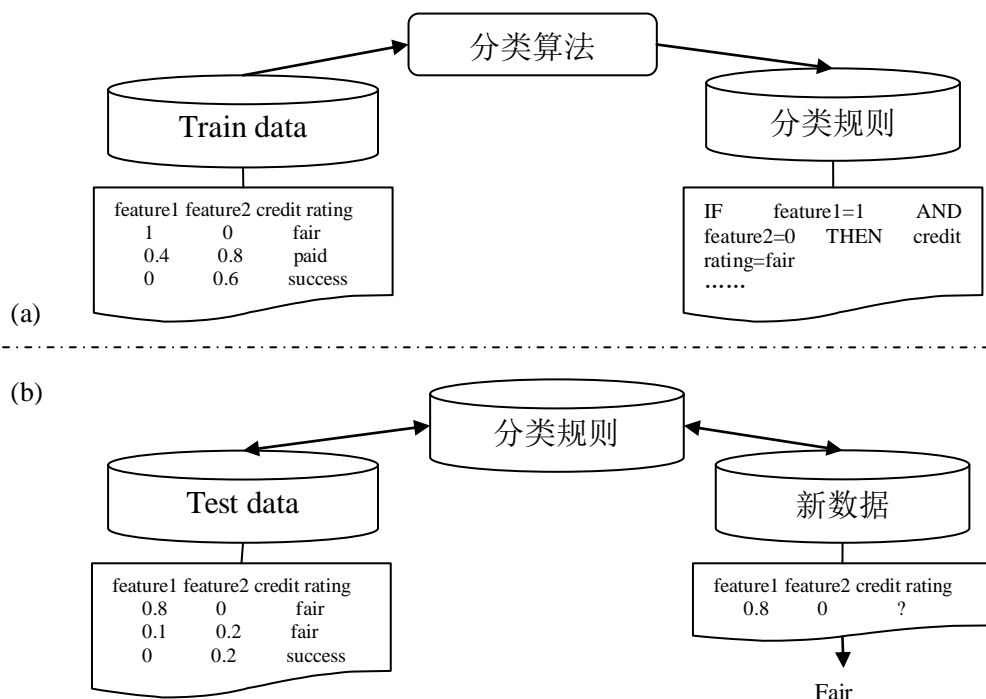 分类算法
Train data
分类规则
feature1 feature2 credit rating
1 0 fair
0.4 0.8 paid
0 0.6 success
IF feature1=1 AND
feature2=0 THEN credit
rating=fair
……
(a)
(b)
分类规则
Test data
新数据
feature1 feature2 credit rating
0.8 0 fair
0.1 0.2 fair
0 0.2 success
feature1 feature2 credit rating
0.8 0 ?
Fair